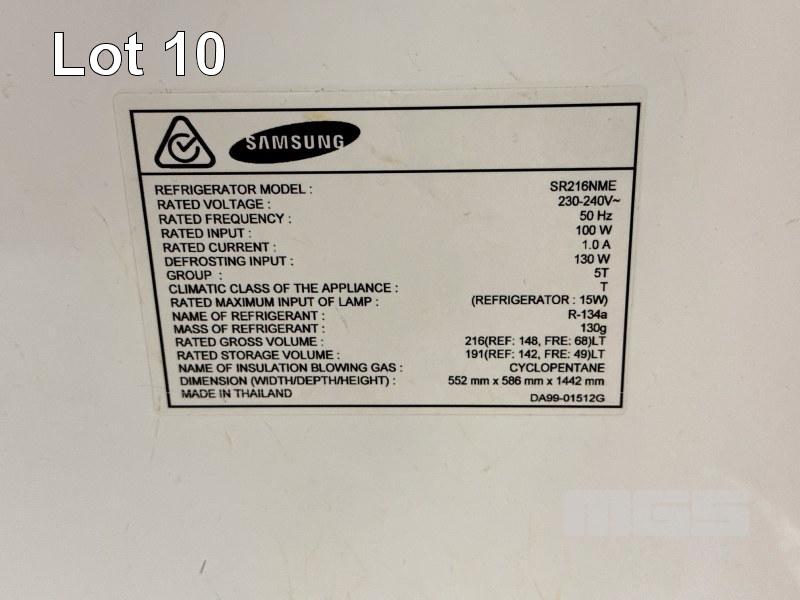 Lot 10
SAMSUNG
REFRIGERATOR MODEL : SR216NME
RATED VOLTAGE : 230-240V~
RATED FREQUENCY : 50 Hz
RATED INPUT : 100 W
RATED CURRENT : 1.0 A
DEFROSTING INPUT : 130 W
GROUP : 5T
CLIMATIC CLASS OF THE APPLIANCE : T
RATED MAXIMUM INPUT OF LAMP : (REFRIGERATOR : 15W)
NAME OF REFRIGERANT : R-134a
MASS OF REFRIGERANT : 130g
RATED GROSS VOLUME : 216(REF: 148, FRE: 68)LT
RATED STORAGE VOLUME : 191(REF: 142, FRE: 49)LT
NAME OF INSULATION BLOWING GAS : CYCLOPENTANE
DIMENSION (WIDTH/DEPTH/HEIGHT) : 552 mm x 586 mm x 1442 mm
MADE IN THAILAND DA99-01512G
MGS